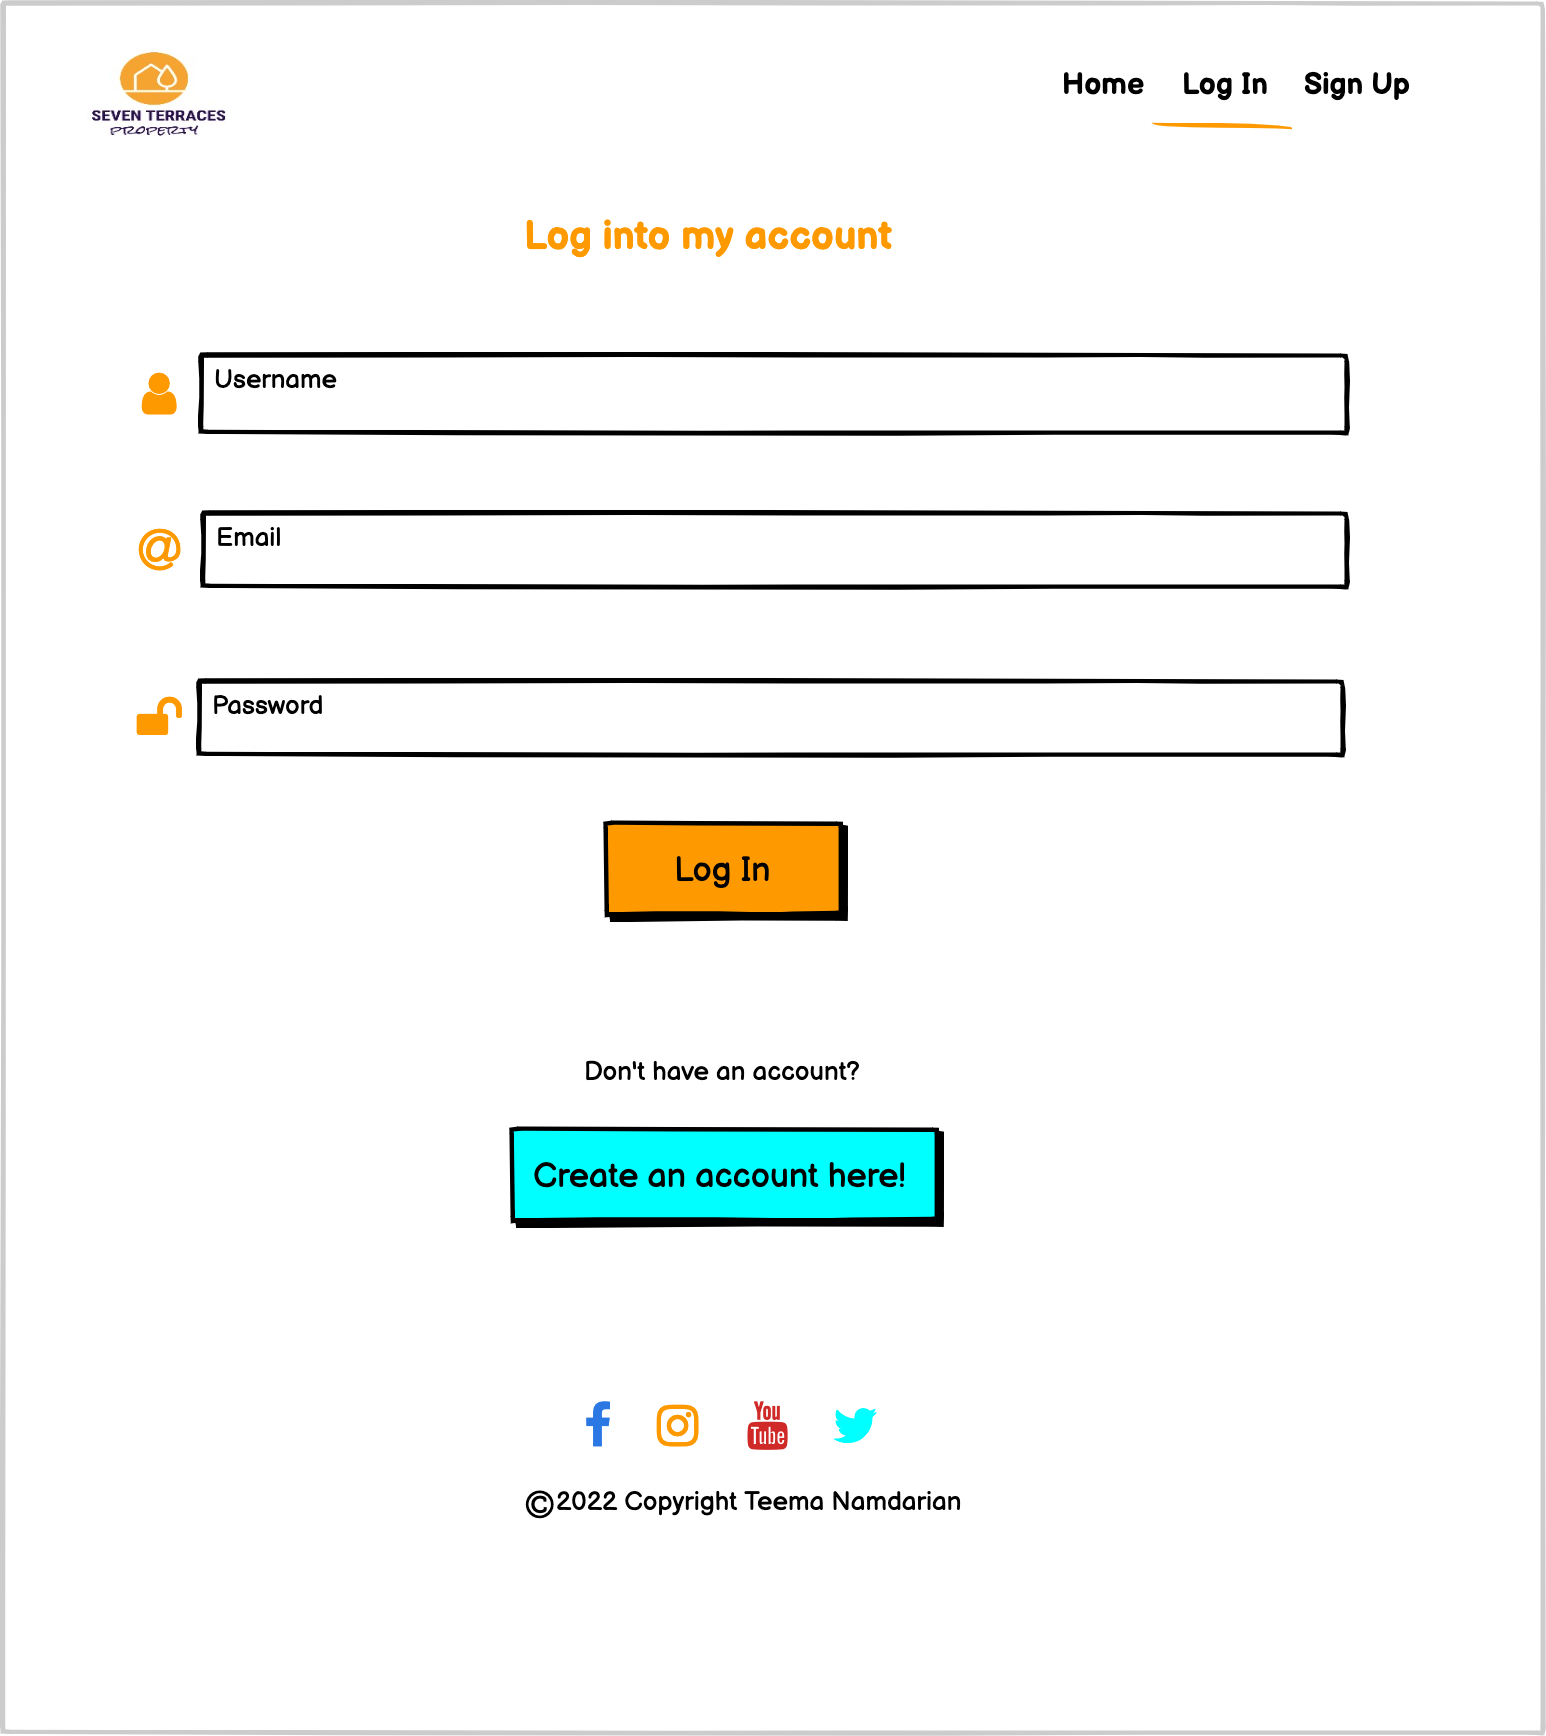 SEVEN TERRACES
PROPERTY
Home Log In Sign Up
Log into my account
Username
@ Email
Password
Log In
Don't have an account?
Create an account here!
You
Tube
©2022 Copyright Teema Namdarian